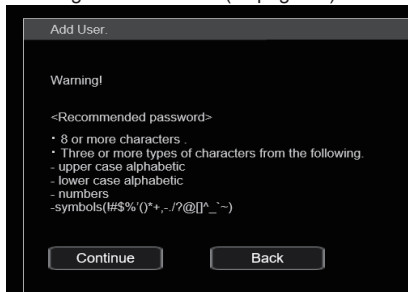 Add User.
Warning!
<Recommended password>
・8 or more characters .
・Three or more types of characters from the following.
- upper case alphabetic
- lower case alphabetic
- numbers
-symbols(!#$%'()*+,-./?@[]^_`~)
Continue
Back